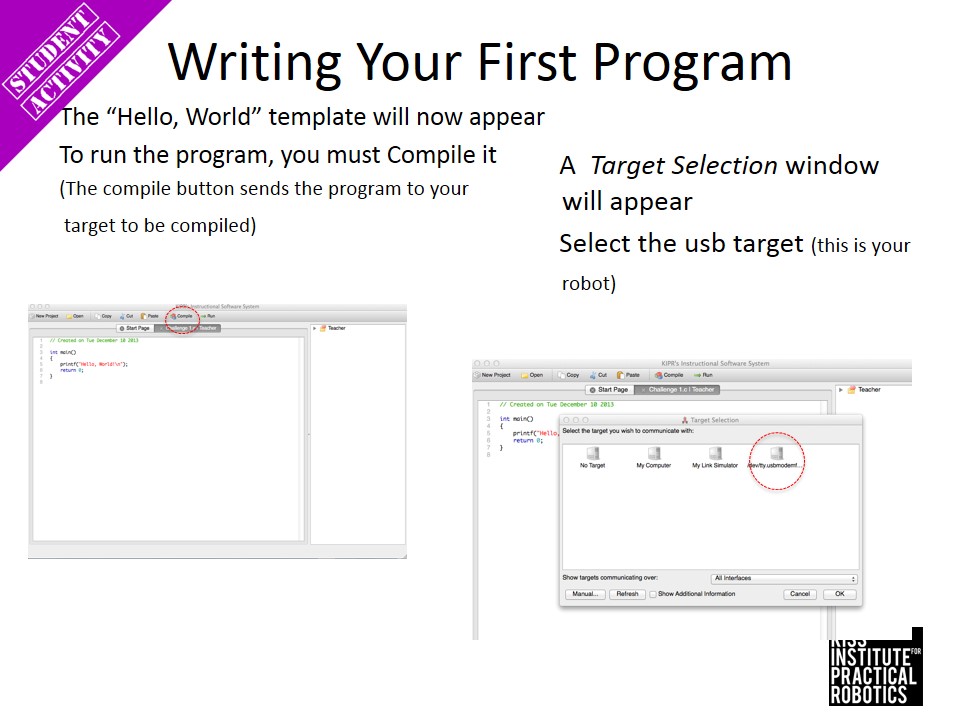 STUDENT
ACTIVITY
Writing Your First Program
The “Hello, World” template will now appear
To run the program, you must Compile it
(The compile button sends the program to your
target to be compiled)
A Target Selection window
will appear
Select the usb target (this is your
robot)
KIPR's Instructional Software System
New Project Open Copy Cut Paste Compile Run
Start Page Challenge 1.c | Teacher
Teacher
1 // Created on Tue December 10 2013
2
3 int main()
4 {
5 printf("Hello, World!\n");
6 return 0;
7 }
8
KIPR's Instructional Software System
New Project Open Copy Cut Paste Compile Run
Start Page Challenge 1.c | Teacher
Teacher
1 // Created on Tue December 10 2013
2
3 int main()
4 {
5 printf("Hello,
6 return 0;
7 }
8
Target Selection
Select the target you wish to communicate with:
No Target My Computer My Link Simulator /dev/tty.usbmodemf...
Show targets communicating over: All Interfaces
Manual... Refresh Show Additional Information Cancel OK
KISS
INSTITUTE FOR
PRACTICAL
ROBOTICS